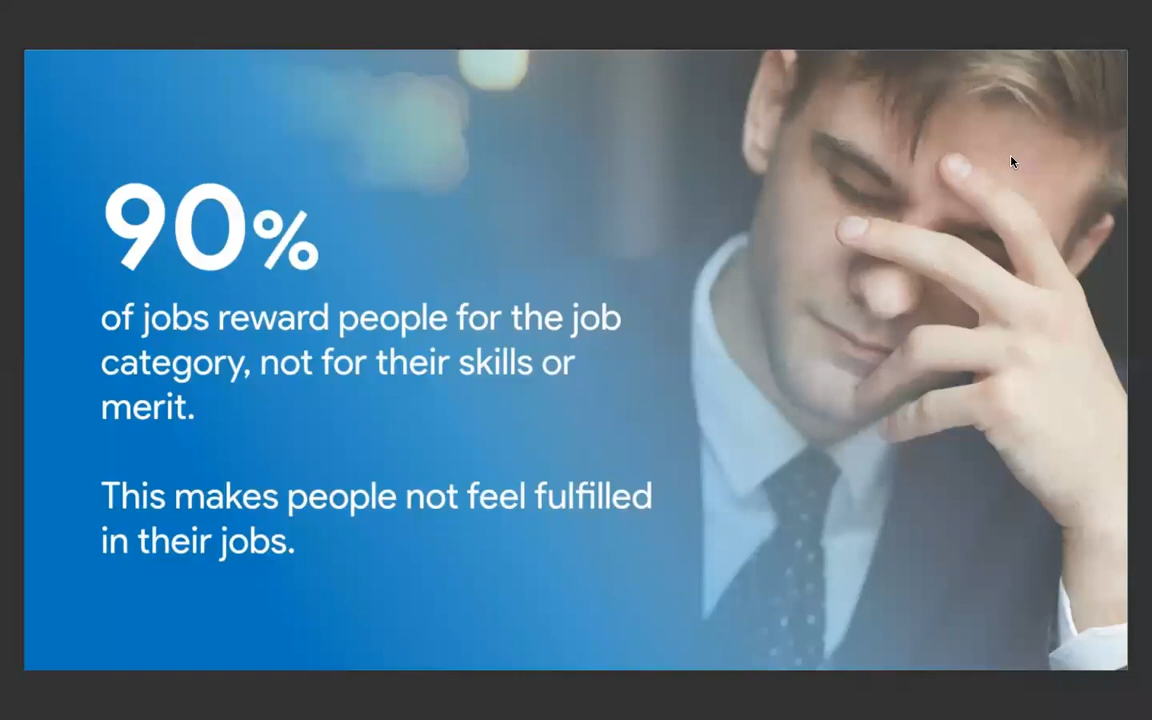 90%
of jobs reward people for the job
category, not for their skills or
merit.
This makes people not feel fulfilled
in their jobs.